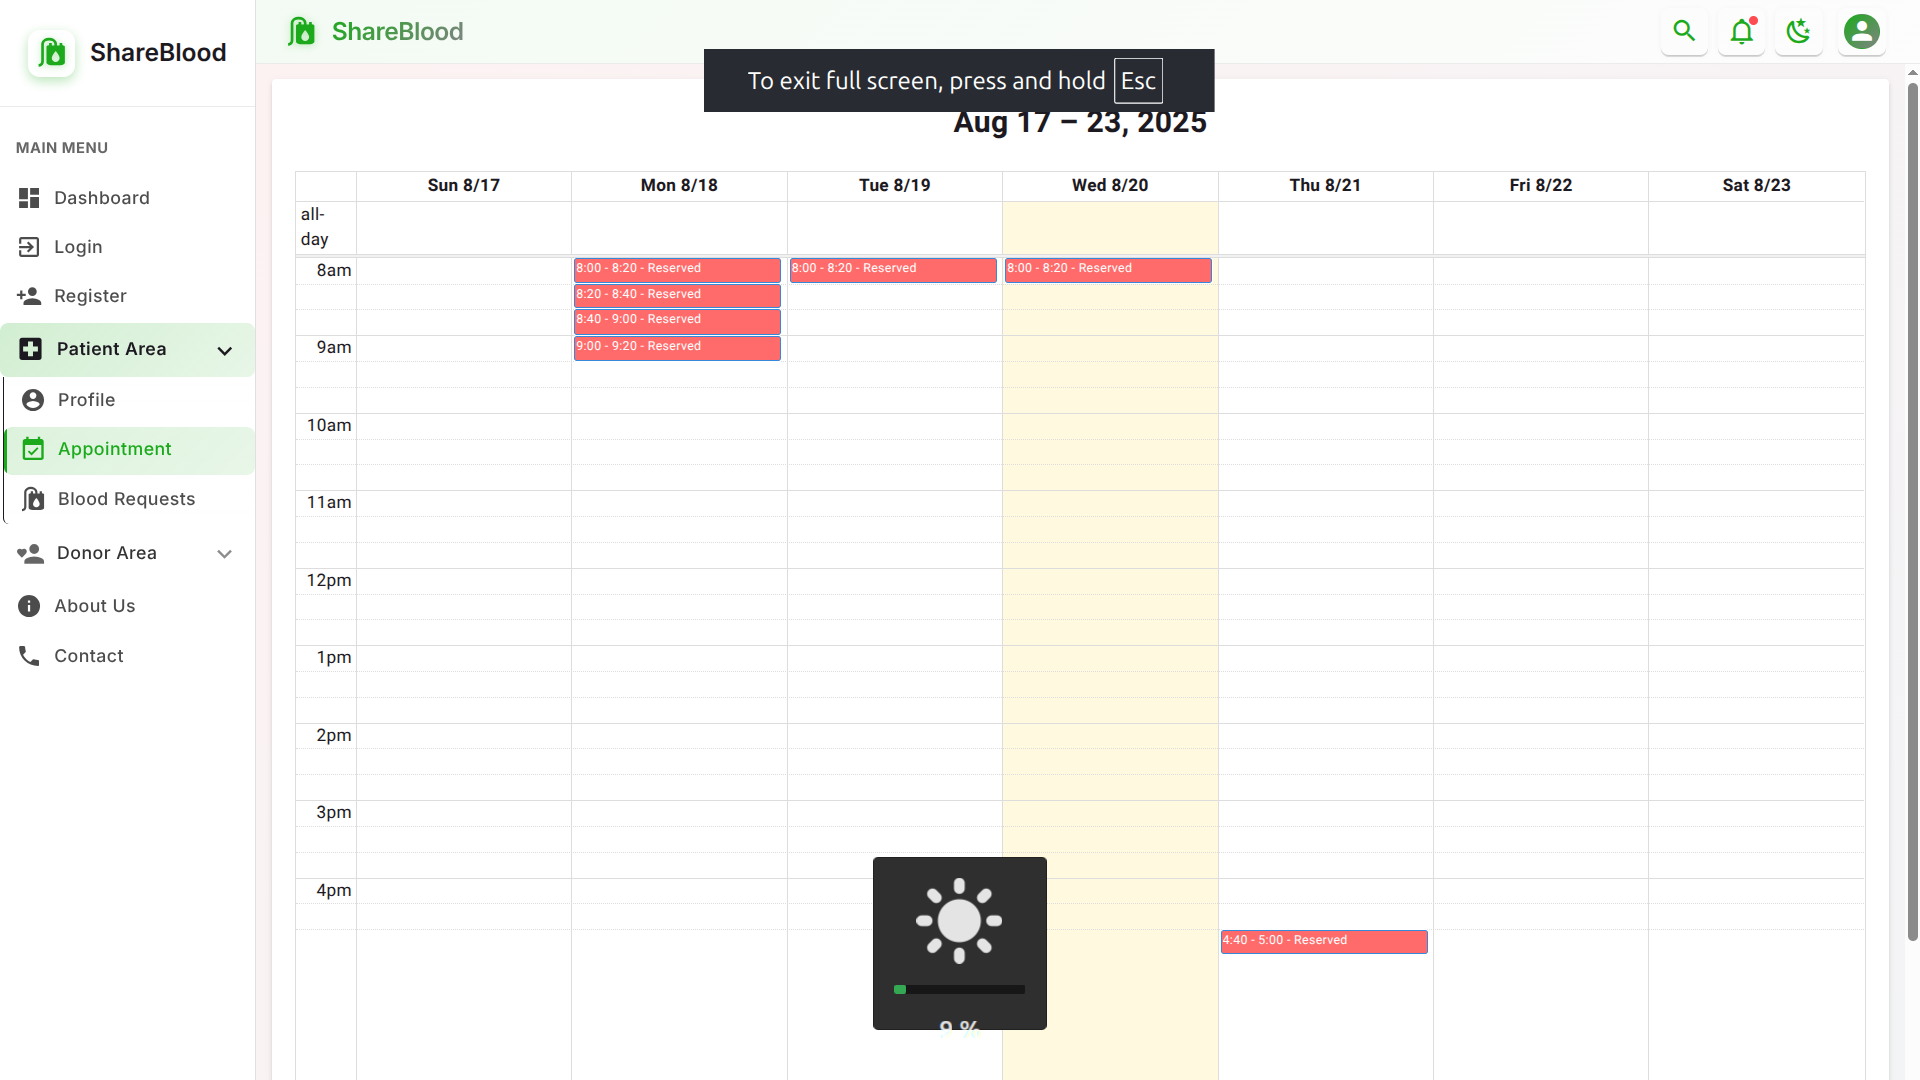 ShareBlood
MAIN MENU
Dashboard
Login
Register
Patient Area
Profile
Appointment
Blood Requests
Donor Area
About Us
Contact
ShareBlood
To exit full screen, press and hold Esc
Aug 17 – 23, 2025
Sun 8/17 Mon 8/18 Tue 8/19 Wed 8/20 Thu 8/21 Fri 8/22 Sat 8/23
all-
day
8am 8:00 - 8:20 - Reserved 8:00 - 8:20 - Reserved 8:00 - 8:20 - Reserved
8:20 - 8:40 - Reserved
8:40 - 9:00 - Reserved
9am 9:00 - 9:20 - Reserved
10am
11am
12pm
1pm
2pm
3pm
4pm
4:40 - 5:00 - Reserved
9 %